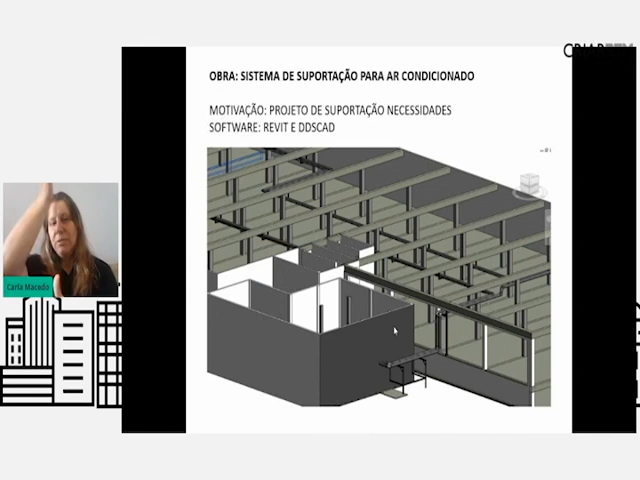 OBRA: SISTEMA DE SUPORTAÇÃO PARA AR CONDICIONADO
MOTIVAÇÃO: PROJETO DE SUPORTAÇÃO NECESSIDADES
SOFTWARE: REVIT E DDSCAD
Carla Macedo